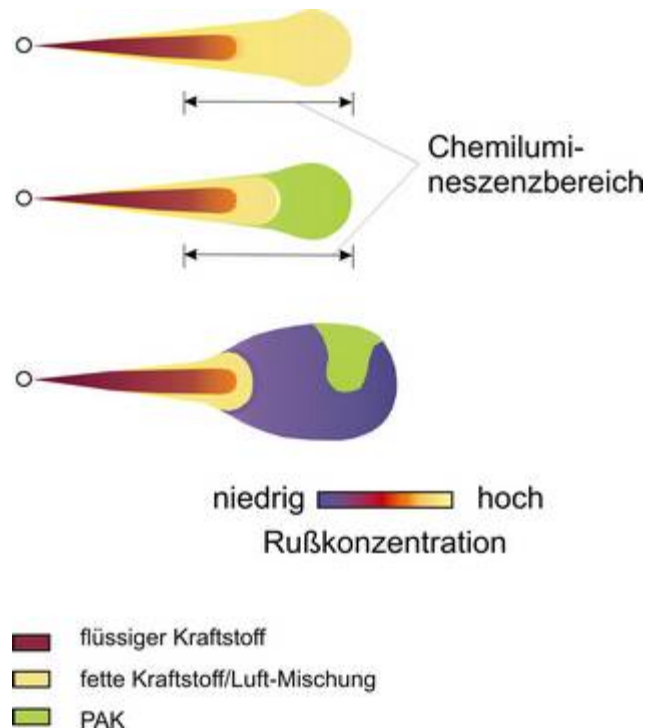 Chemilumi-
neszenzbereich
niedrig hoch
Rußkonzentration
flüssiger Kraftstoff
fette Kraftstoff/Luft-Mischung
PAK